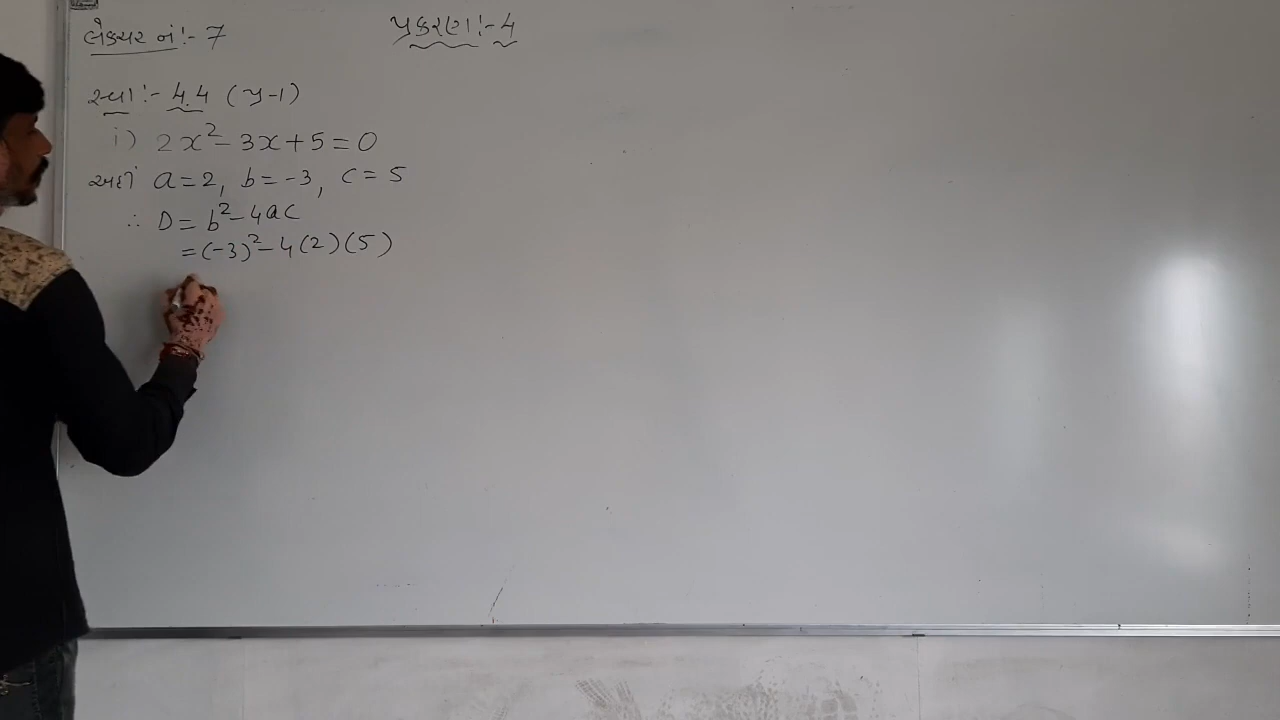 લેક્ચર નં:- 7
પ્રકરણ:- 4
સ્વા:- 4.4 (પ્ર-1)
i) 2x² - 3x + 5 = 0
અહીં a = 2, b = -3, c = 5
∴ D = b² - 4ac
= (-3)² - 4(2)(5)